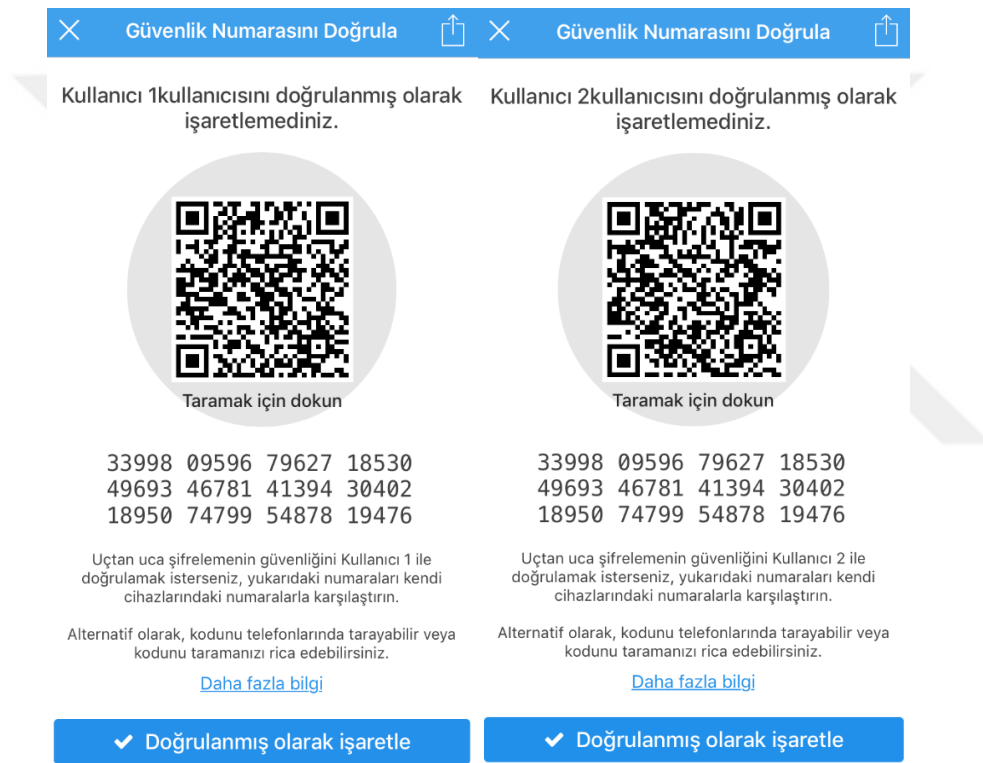 Güvenlik Numarasını Doğrula
Kullanıcı 1kullanıcısını doğrulanmış olarak
işaretlemediniz.
Taramak için dokun
33998 09596 79627 18530
49693 46781 41394 30402
18950 74799 54878 19476
Uçtan uca şifrelemenin güvenliğini Kullanıcı 1 ile
doğrulamak isterseniz, yukarıdaki numaraları kendi
cihazlarındaki numaralarla karşılaştırın.
Alternatif olarak, kodunu telefonlarında tarayabilir veya
kodunu taramanızı rica edebilirsiniz.
Daha fazla bilgi
Doğrulanmış olarak işaretle
Güvenlik Numarasını Doğrula
Kullanıcı 2kullanıcısını doğrulanmış olarak
işaretlemediniz.
Taramak için dokun
33998 09596 79627 18530
49693 46781 41394 30402
18950 74799 54878 19476
Uçtan uca şifrelemenin güvenliğini Kullanıcı 2 ile
doğrulamak isterseniz, yukarıdaki numaraları kendi
cihazlarındaki numaralarla karşılaştırın.
Alternatif olarak, kodunu telefonlarında tarayabilir veya
kodunu taramanızı rica edebilirsiniz.
Daha fazla bilgi
Doğrulanmış olarak işaretle